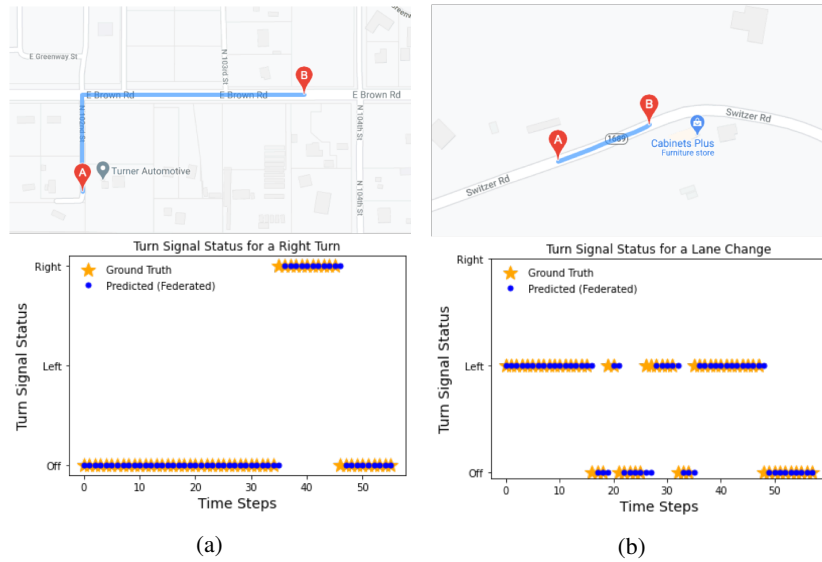 E Greenway St
N 103rd St
E Brown Rd
E Brown Rd
E Brown Rd
B
N 102nd St
A
Turner Automotive
N 104th St
N 104th St
Turn Signal Status for a Right Turn
Turn Signal Status
Right
Left
Off
Ground Truth
Predicted (Federated)
0
10
20
30
40
50
Time Steps
(a)
Switzer Rd
B
A
1689
Cabinets Plus
Furniture store
Switzer Rd
Turn Signal Status for a Lane Change
Turn Signal Status
Right
Left
Off
Ground Truth
Predicted (Federated)
0
10
20
30
40
50
Time Steps
(b)